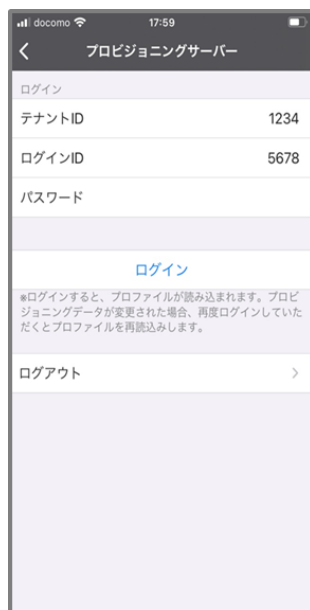 docomo 17:59
プロビジョニングサーバー
ログイン
テナントID 1234
ログインID 5678
パスワード
ログイン
※ログインすると、プロファイルが読み込まれます。プロビ
ジョニングデータが変更された場合、再度ログインしていた
だくとプロファイルを再読込みします。
ログアウト